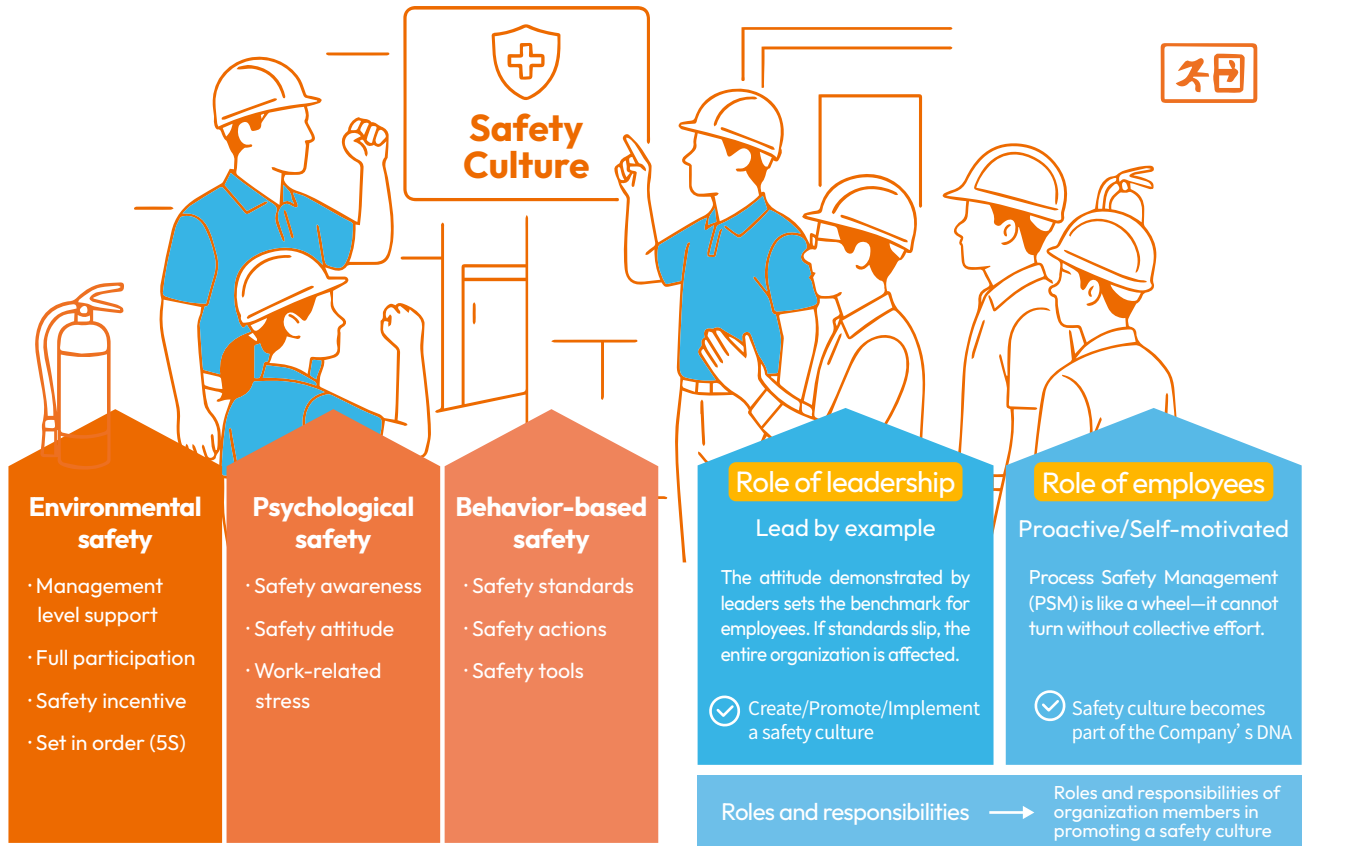 Safety
Culture
Environmental
safety
· Management
level support
· Full participation
· Safety incentive
· Set in order (5S)
Psychological
safety
· Safety awareness
· Safety attitude
· Work-related
stress
Behavior-based
safety
· Safety standards
· Safety actions
· Safety tools
Role of leadership
Lead by example
The attitude demonstrated by
leaders sets the benchmark for
employees. If standards slip, the
entire organization is affected.
Create/Promote/Implement
a safety culture
Role of employees
Proactive/Self-motivated
Process Safety Management
(PSM) is like a wheel—it cannot
turn without collective effort.
Safety culture becomes
part of the Company’s DNA
Roles and responsibilities
Roles and responsibilities of
organization members in
promoting a safety culture